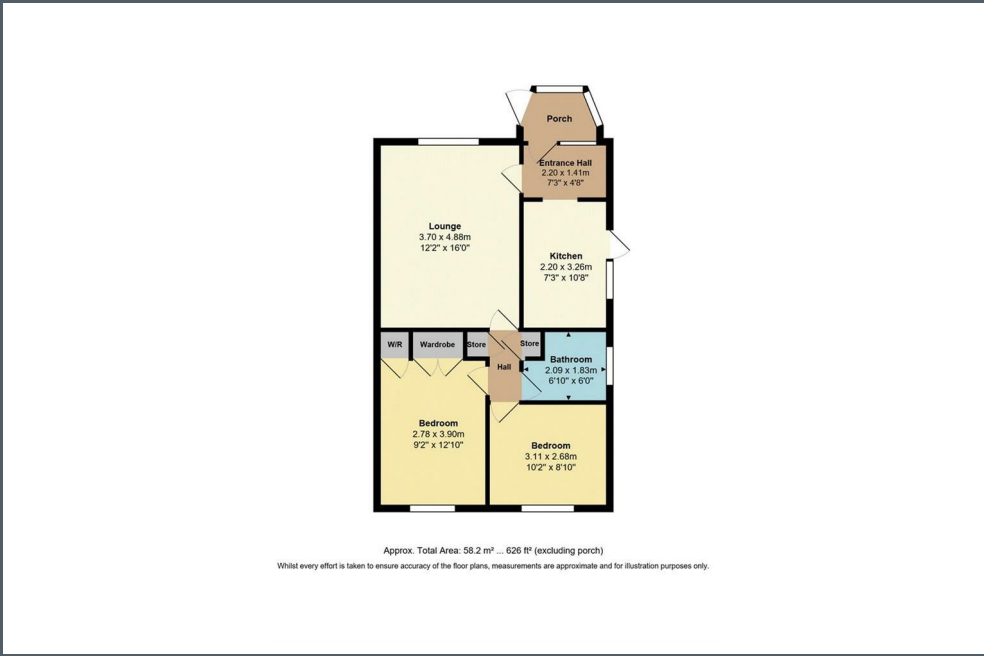 Porch
Entrance Hall
2.20 x 1.41m
7'3" x 4'8"
Lounge
3.70 x 4.88m
12'2" x 16'0"
Kitchen
2.20 x 3.26m
7'3" x 10'8"
W/R
Wardrobe
Store
Store
Hall
Bathroom
2.09 x 1.83m
6'10" x 6'0"
Bedroom
2.78 x 3.90m
9'2" x 12'10"
Bedroom
3.11 x 2.68m
10'2" x 8'10"
Approx. Total Area: 58.2 m² ... 626 ft² (excluding porch)
Whilst every effort is taken to ensure accuracy of the floor plans, measurements are approximate and for illustration purposes only.